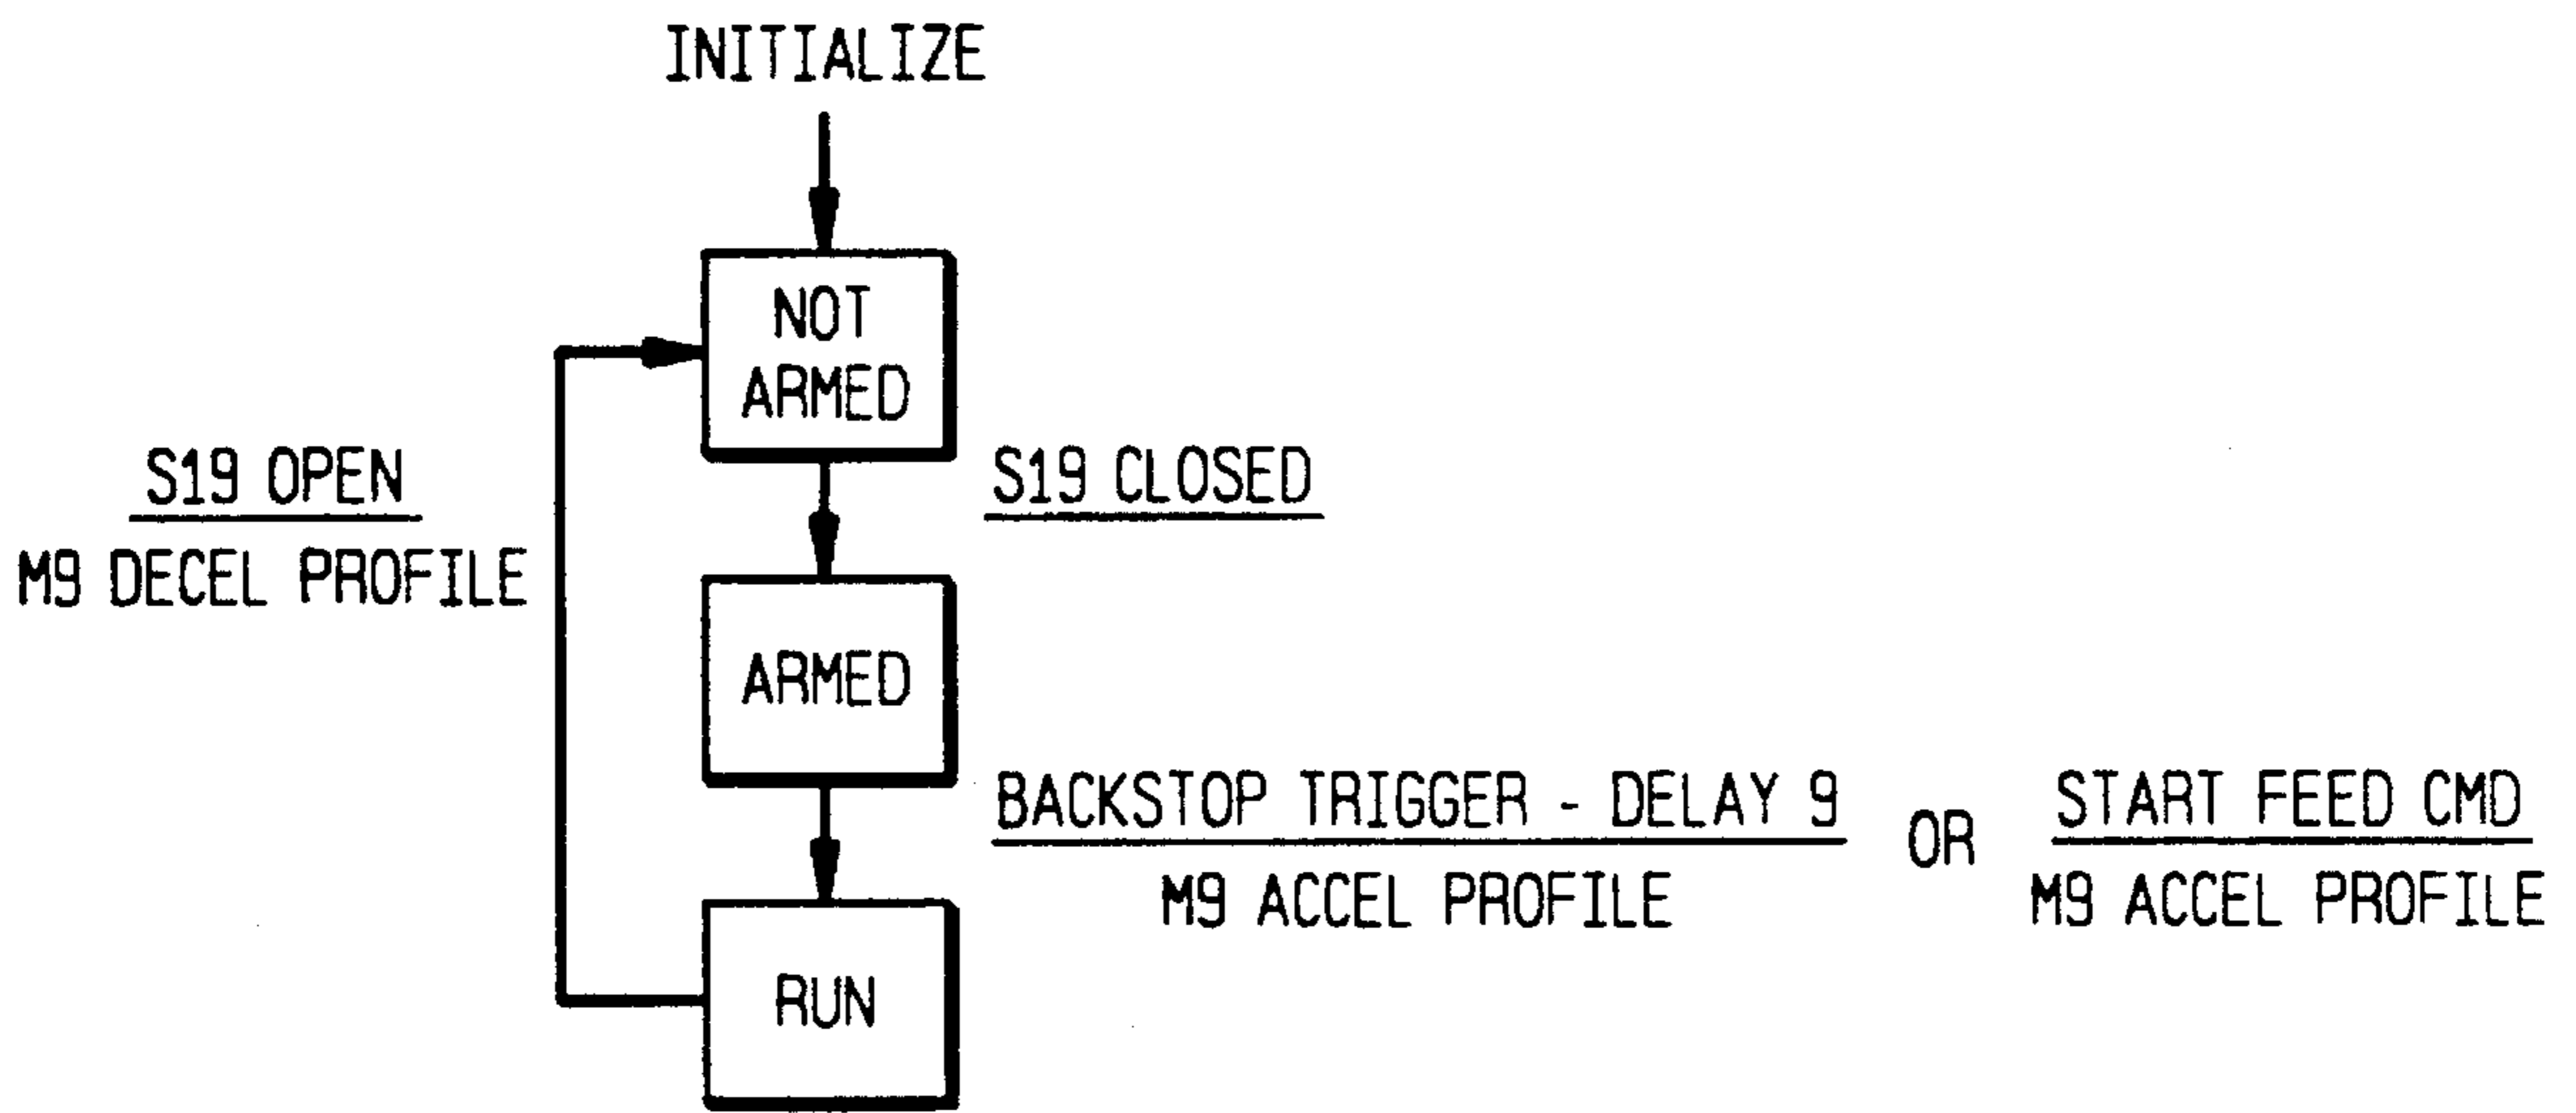 INITIALIZE
NOT
ARMED
S19 OPEN
M9 DECEL PROFILE
S19 CLOSED
ARMED
BACKSTOP TRIGGER - DELAY 9
M9 ACCEL PROFILE
OR
START FEED CMD
M9 ACCEL PROFILE
RUN